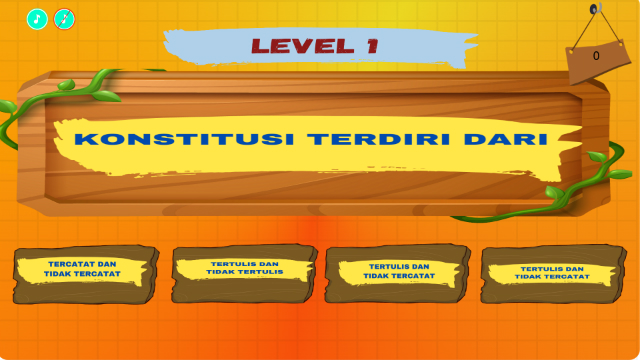 LEVEL 1
0
KONSTITUSI TERDIRI DARI
TERCATAT DAN
TIDAK TERCATAT
TERTULIS DAN
TIDAK TERTULIS
TERTULIS DAN
TIDAK TERCATAT
TERTULIS DAN
TIDAK TERCATAT